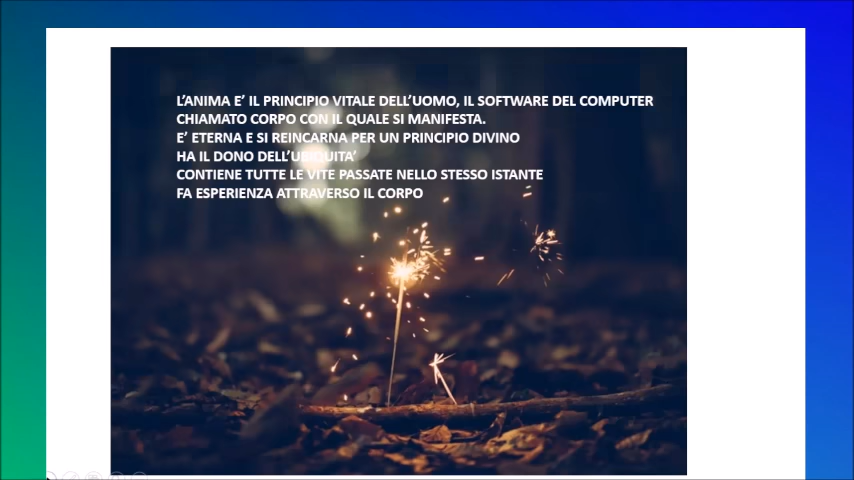 L'ANIMA E' IL PRINCIPIO VITALE DELL'UOMO, IL SOFTWARE DEL COMPUTER
CHIAMATO CORPO CON IL QUALE SI MANIFESTA.
E' ETERNA E SI REINCARNA PER UN PRINCIPIO DIVINO
HA IL DONO DELL'UBIQUITA'
CONTIENE TUTTE LE VITE PASSATE NELLO STESSO ISTANTE
FA ESPERIENZA ATTRAVERSO IL CORPO